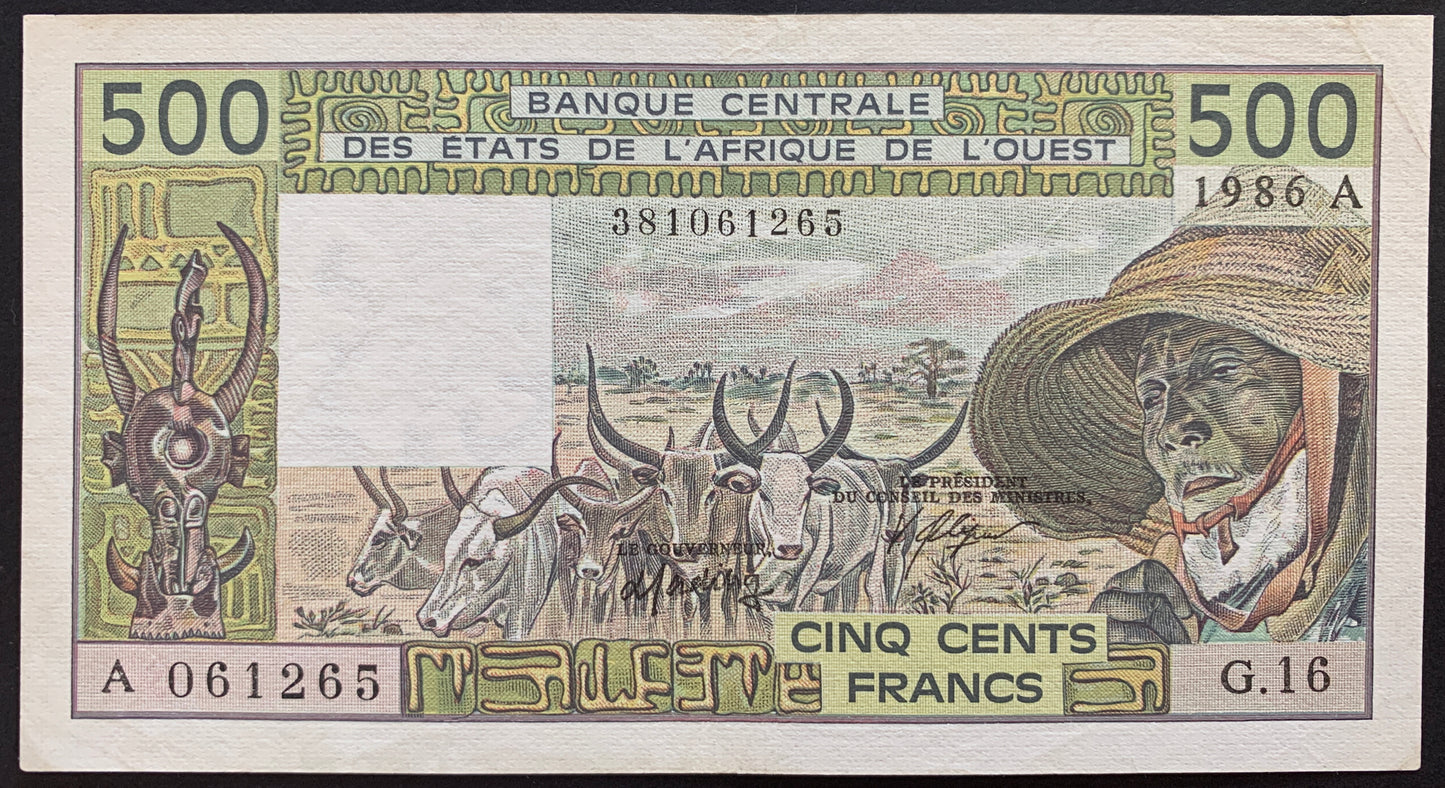 500
BANQUE CENTRALE
DES ÉTATS DE L'AFRIQUE DE L'OUEST
500
1986 A
381061265
LE PRÉSIDENT
DU CONSEIL DES MINISTRES,
LE GOUVERNEUR,
A 061265
CINQ CENTS
FRANCS
G.16